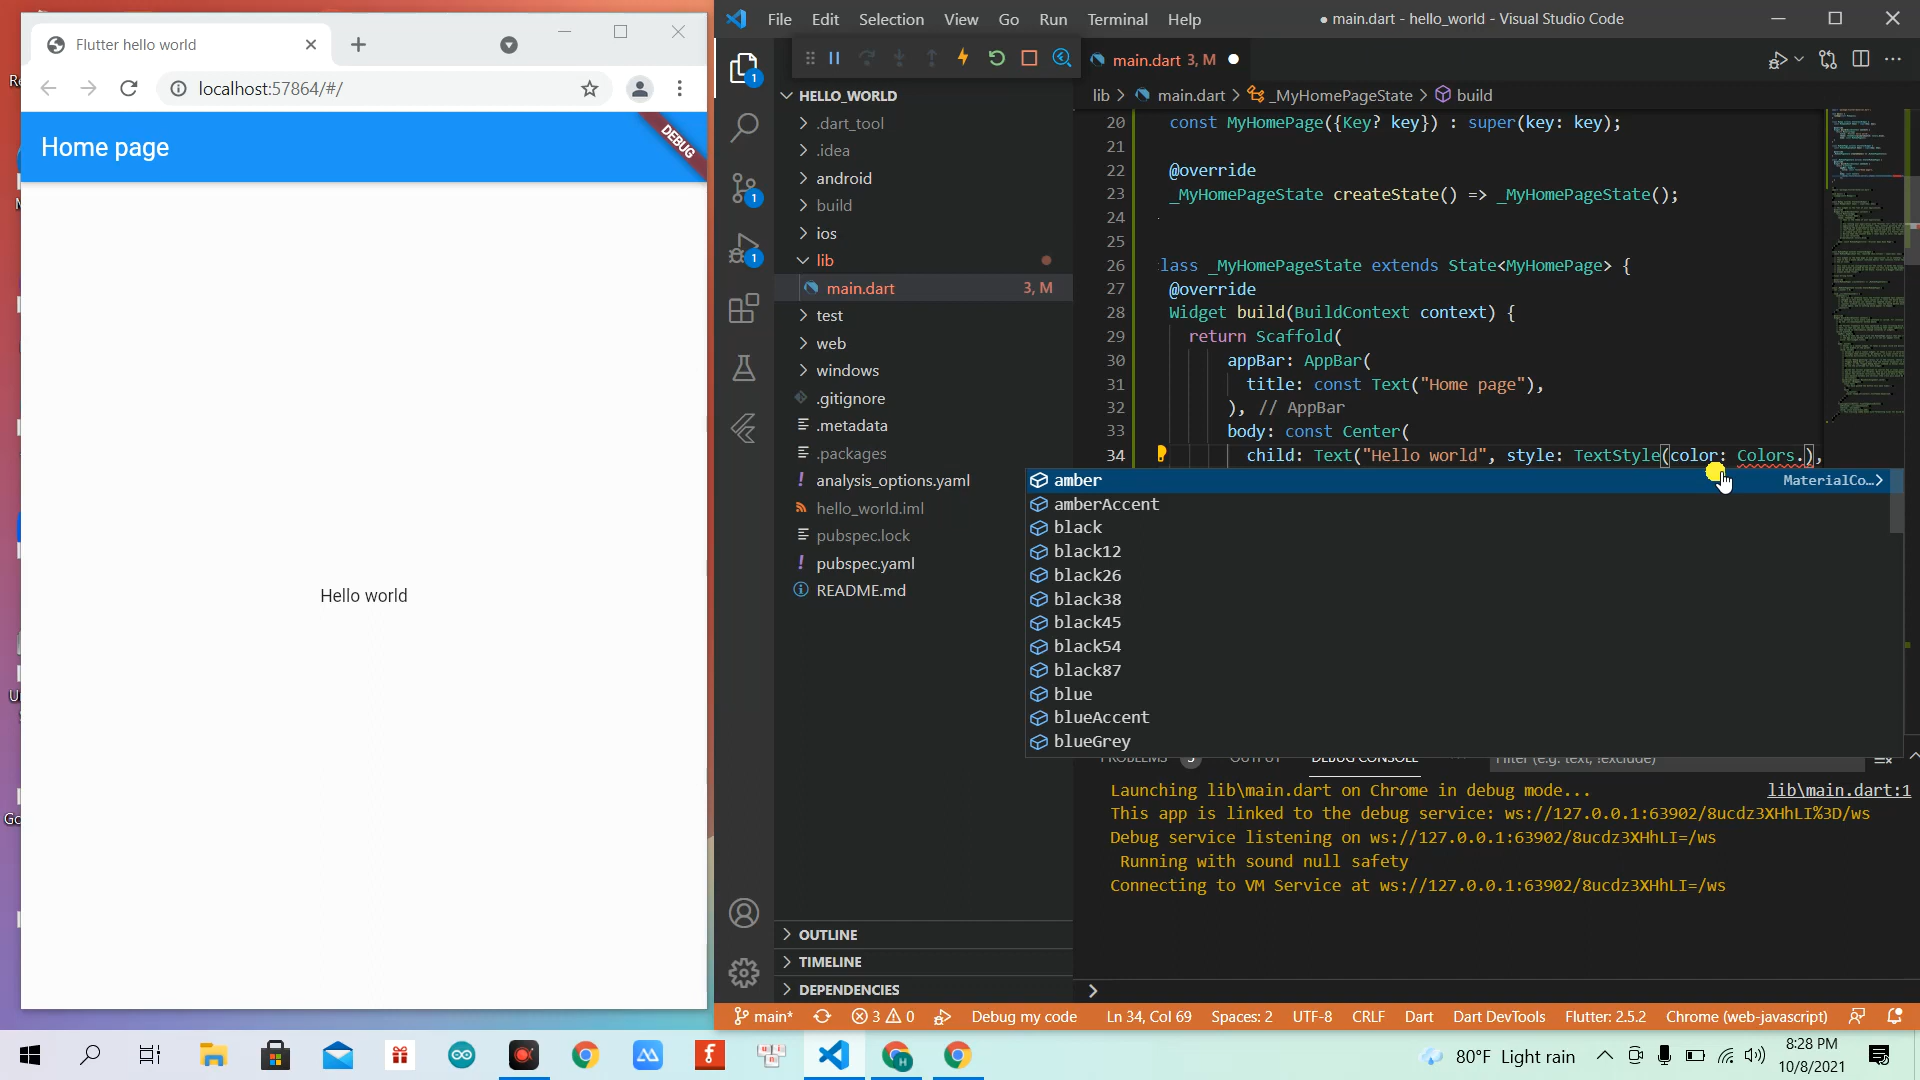 Flutter hello world
localhost:57864/#/
Home page
DEBUG
Hello world
File Edit Selection View Go Run Terminal Help
● main.dart - hello_world - Visual Studio Code
main.dart 3, M
lib > main.dart > _MyHomePageState > build
HELLO_WORLD
.dart_tool
.idea
android
build
ios
lib
main.dart 3, M
test
web
windows
.gitignore
.metadata
.packages
analysis_options.yaml
hello_world.iml
pubspec.lock
pubspec.yaml
README.md
OUTLINE
TIMELINE
DEPENDENCIES
20 const MyHomePage({Key? key}) : super(key: key);
21
22 @override
23 _MyHomePageState createState() => _MyHomePageState();
24
25
26 lass _MyHomePageState extends State<MyHomePage> {
27 @override
28 Widget build(BuildContext context) {
29 return Scaffold(
30 appBar: AppBar(
31 title: const Text("Home page"),
32 ), // AppBar
33 body: const Center(
34 child: Text("Hello world", style: TextStyle(color: Colors.),
amber MaterialCo…>
amberAccent
black
black12
black26
black38
black45
black54
black87
blue
blueAccent
blueGrey
PROBLEMS 3 OUTPUT DEBUG CONSOLE Filter (e.g. text, !exclude)
Launching lib\main.dart on Chrome in debug mode... lib\main.dart:1
This app is linked to the debug service: ws://127.0.0.1:63902/8ucdz3XHhLI%3D/ws
Debug service listening on ws://127.0.0.1:63902/8ucdz3XHhLI=/ws
Running with sound null safety
Connecting to VM Service at ws://127.0.0.1:63902/8ucdz3XHhLI=/ws
main* 3 0 Debug my code Ln 34, Col 69 Spaces: 2 UTF-8 CRLF Dart Dart DevTools Flutter: 2.5.2 Chrome (web-javascript)
80°F Light rain
8:28 PM
10/8/2021